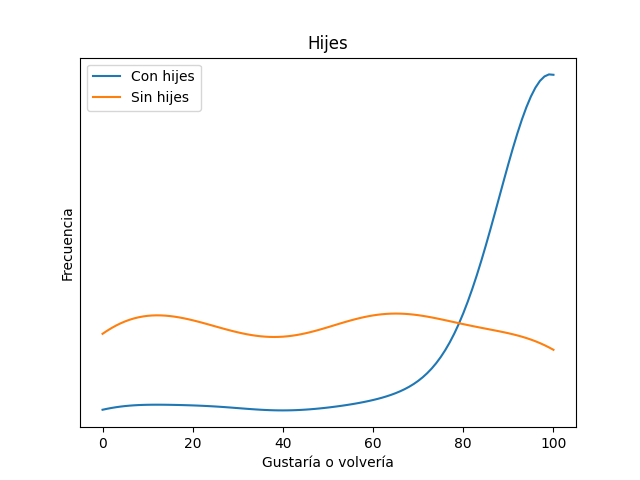 Hijes
Con hijes
Sin hijes
Frecuencia
0 20 40 60 80 100
Gustaría o volvería